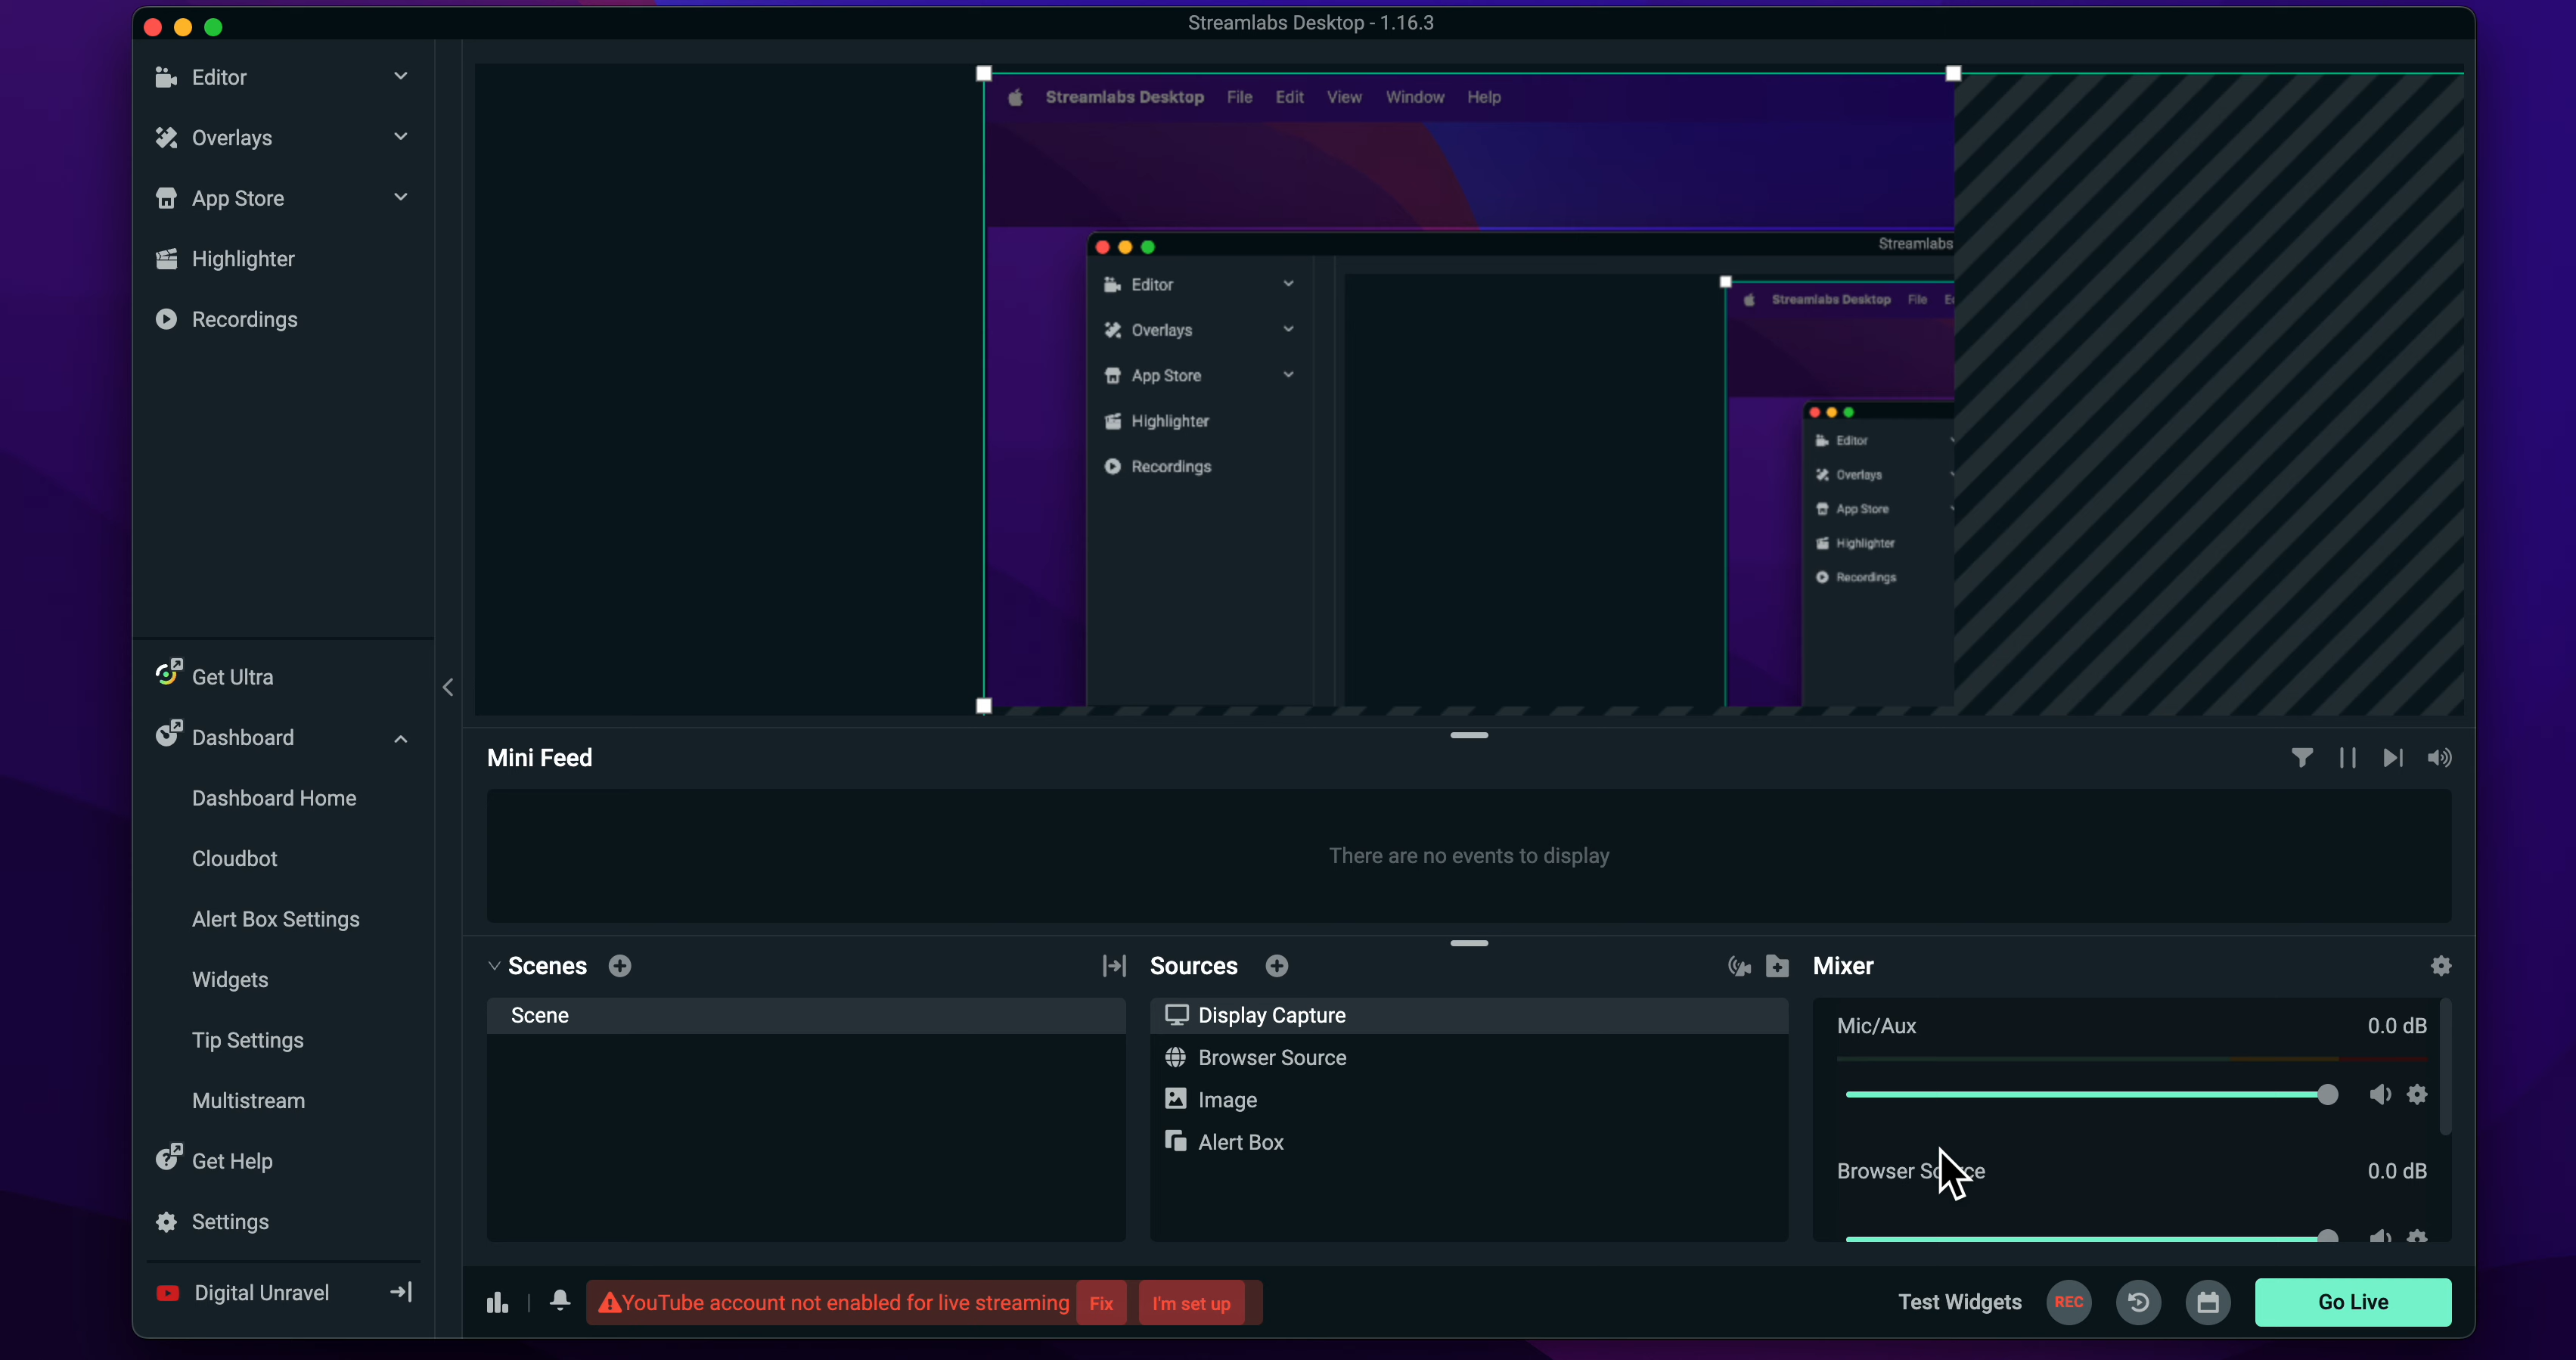 Streamlabs Desktop - 1.16.3
Editor
Overlays
App Store
Highlighter
Recordings
Get Ultra
Dashboard
Dashboard Home
Cloudbot
Alert Box Settings
Widgets
Tip Settings
Multistream
Get Help
Settings
Digital Unravel
Streamlabs Desktop File Edit View Window Help
Streamlabs
Editor
Overlays
App Store
Highlighter
Recordings
Streamlabs Desktop File
Editor
Overlays
App Store
Highlighter
Recordings
Mini Feed
There are no events to display
Scenes
Scene
Sources
Display Capture
Browser Source
Image
Alert Box
Mixer
Mic/Aux 0.0 dB
Browser Source 0.0 dB
YouTube account not enabled for live streaming Fix I'm set up
Test Widgets REC Go Live